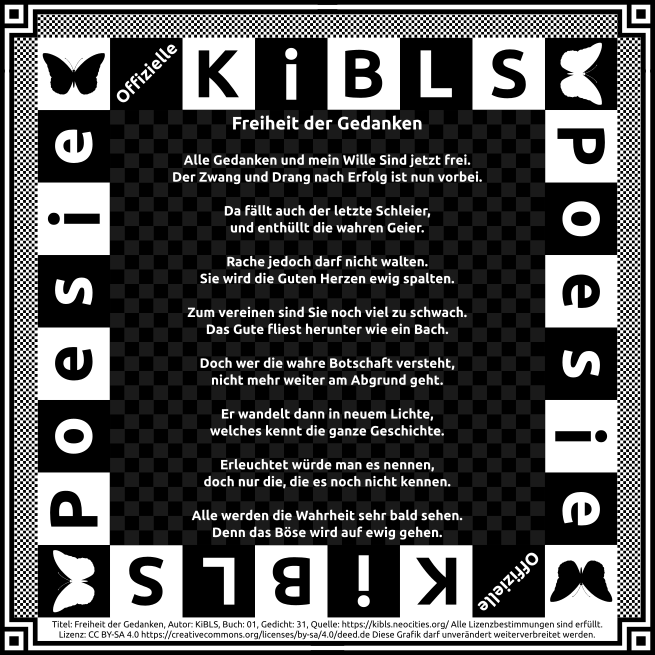 Offizielle KiBLS
Poesie
Poesie
Freiheit der Gedanken
Alle Gedanken und mein Wille Sind jetzt frei.
Der Zwang und Drang nach Erfolg ist nun vorbei.
Da fällt auch der letzte Schleier,
und enthüllt die wahren Geier.
Rache jedoch darf nicht walten.
Sie wird die Guten Herzen ewig spalten.
Zum vereinen sind Sie noch viel zu schwach.
Das Gute fliest herunter wie ein Bach.
Doch wer die wahre Botschaft versteht,
nicht mehr weiter am Abgrund geht.
Er wandelt dann in neuem Lichte,
welches kennt die ganze Geschichte.
Erleuchtet würde man es nennen,
doch nur die, die es noch nicht kennen.
Alle werden die Wahrheit sehr bald sehen.
Denn das Böse wird auf ewig gehen.
Offizielle KiBLS
Titel: Freiheit der Gedanken, Autor: KiBLS, Buch: 01, Gedicht: 31, Quelle: https://kibls.neocities.org/ Alle Lizenzbestimmungen sind erfüllt.
Lizenz: CC BY-SA 4.0 https://creativecommons.org/licenses/by-sa/4.0/deed.de Diese Grafik darf unverändert weiterverbreitet werden.